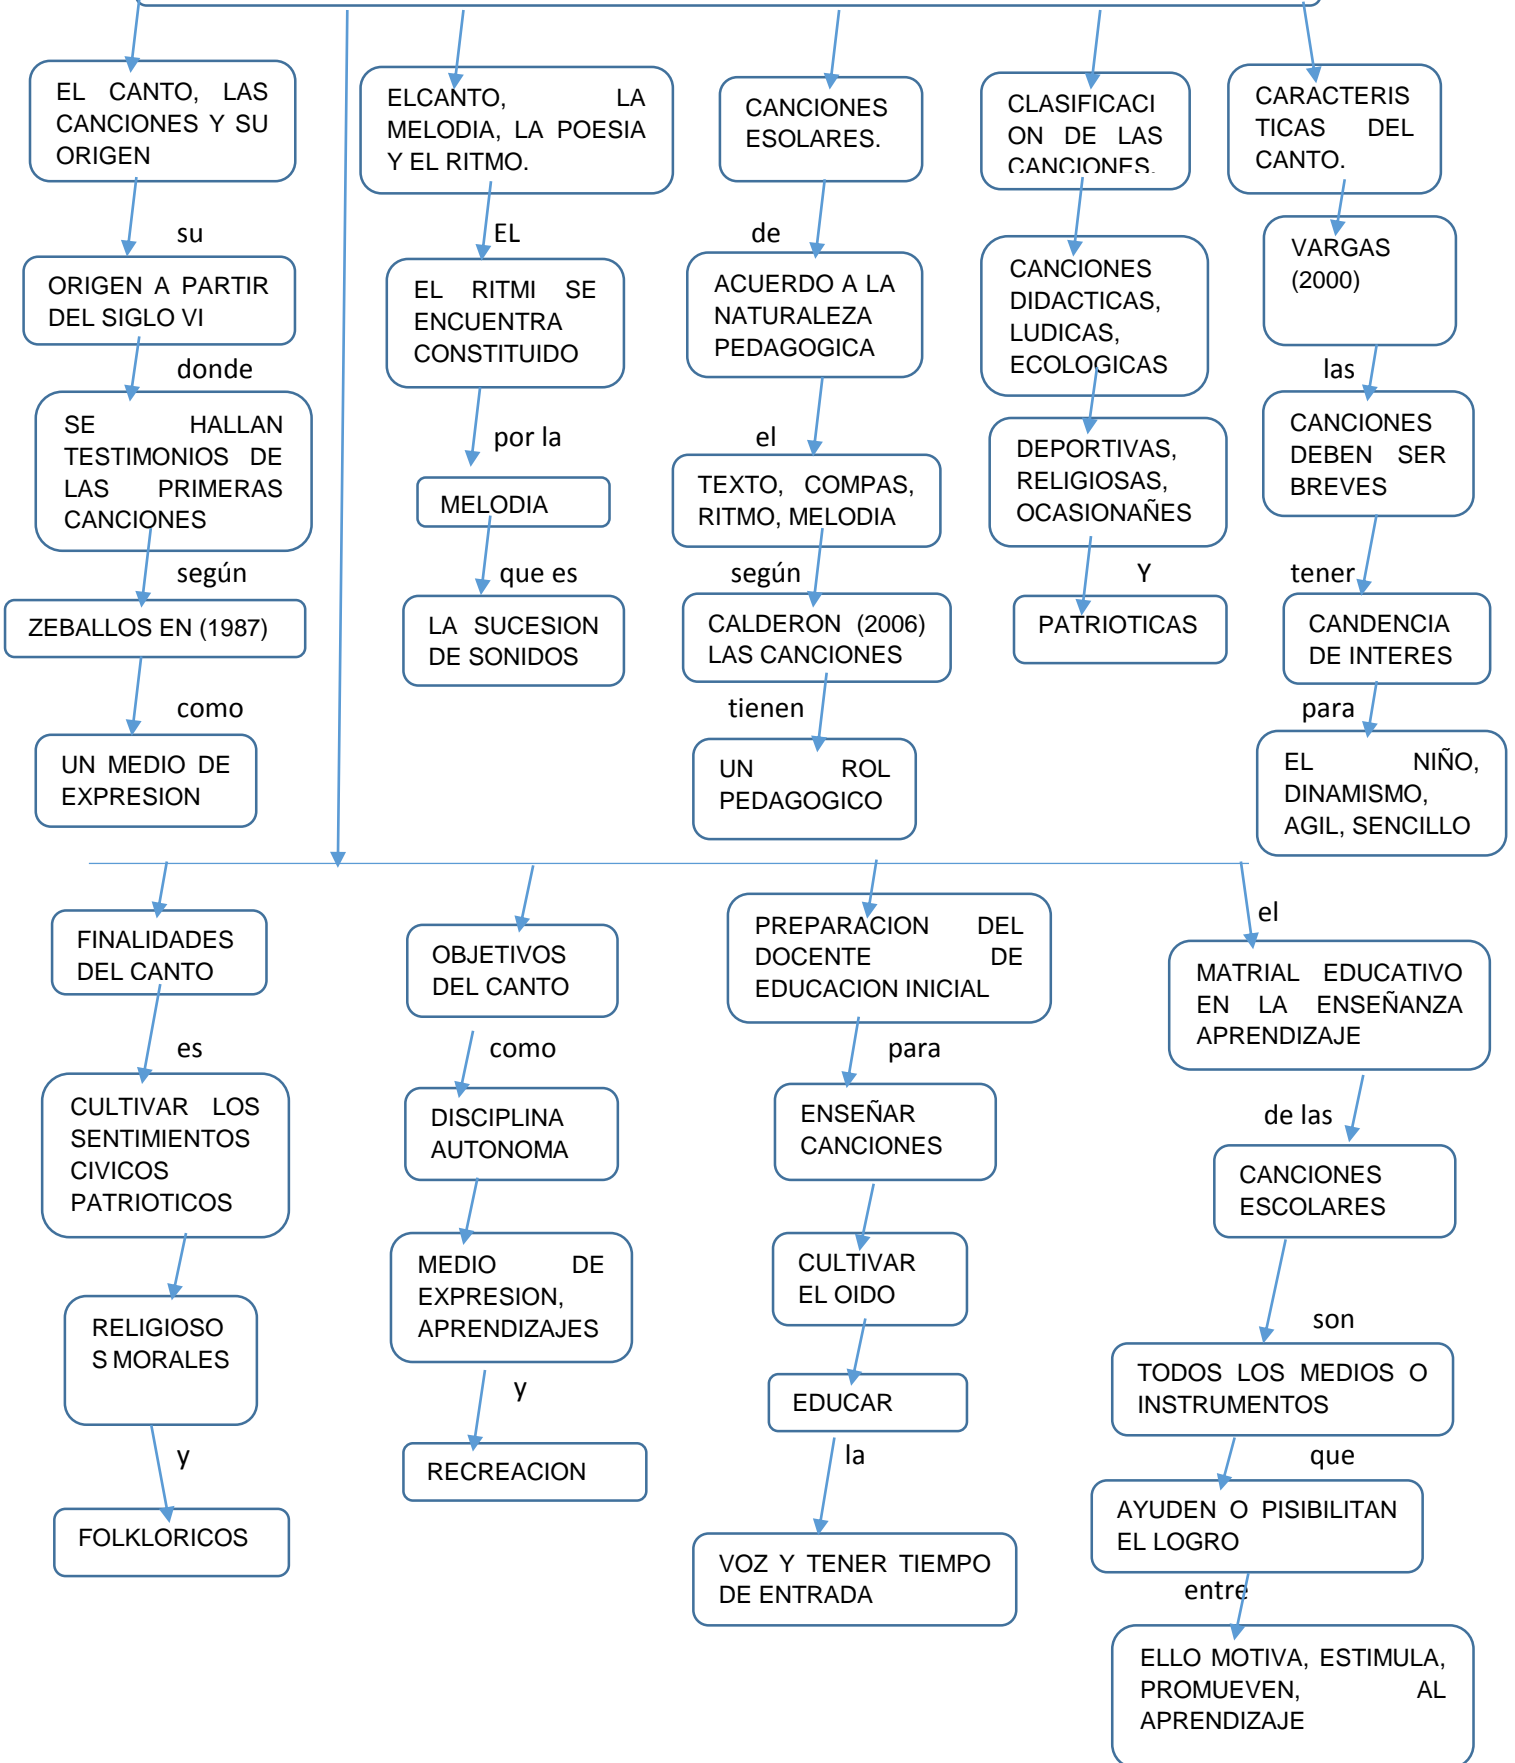 EL CANTO, LAS
CANCIONES Y SU
ORIGEN
su
ORIGEN A PARTIR
DEL SIGLO VI
donde
SE HALLAN
TESTIMONIOS DE
LAS PRIMERAS
CANCIONES
según
ZEBALLOS EN (1987)
como
UN MEDIO DE
EXPRESION
ELCANTO, LA
MELODIA, LA POESIA
Y EL RITMO.
EL
EL RITMI SE
ENCUENTRA
CONSTITUIDO
por la
MELODIA
que es
LA SUCESION
DE SONIDOS
CANCIONES
ESOLARES.
de
ACUERDO A LA
NATURALEZA
PEDAGOGICA
el
TEXTO, COMPAS,
RITMO, MELODIA
según
CALDERON (2006)
LAS CANCIONES
tienen
UN ROL
PEDAGOGICO
CLASIFICACI
ON DE LAS
CANCIONES.
CANCIONES
DIDACTICAS,
LUDICAS,
ECOLOGICAS
DEPORTIVAS,
RELIGIOSAS,
OCASIONAÑES
Y
PATRIOTICAS
CARACTERIS
TICAS DEL
CANTO.
VARGAS
(2000)
las
CANCIONES
DEBEN SER
BREVES
tener
CANDENCIA
DE INTERES
para
EL NIÑO,
DINAMISMO,
AGIL, SENCILLO
FINALIDADES
DEL CANTO
es
CULTIVAR LOS
SENTIMIENTOS
CIVICOS
PATRIOTICOS
RELIGIOSO
S MORALES
y
FOLKLORICOS
OBJETIVOS
DEL CANTO
como
DISCIPLINA
AUTONOMA
MEDIO DE
EXPRESION,
APRENDIZAJES
y
RECREACION
PREPARACION DEL
DOCENTE DE
EDUCACION INICIAL
para
ENSEÑAR
CANCIONES
CULTIVAR
EL OIDO
EDUCAR
la
VOZ Y TENER TIEMPO
DE ENTRADA
el
MATRIAL EDUCATIVO
EN LA ENSEÑANZA
APRENDIZAJE
de las
CANCIONES
ESCOLARES
son
TODOS LOS MEDIOS O
INSTRUMENTOS
que
AYUDEN O PISIBILITAN
EL LOGRO
entre
ELLO MOTIVA, ESTIMULA,
PROMUEVEN, AL
APRENDIZAJE